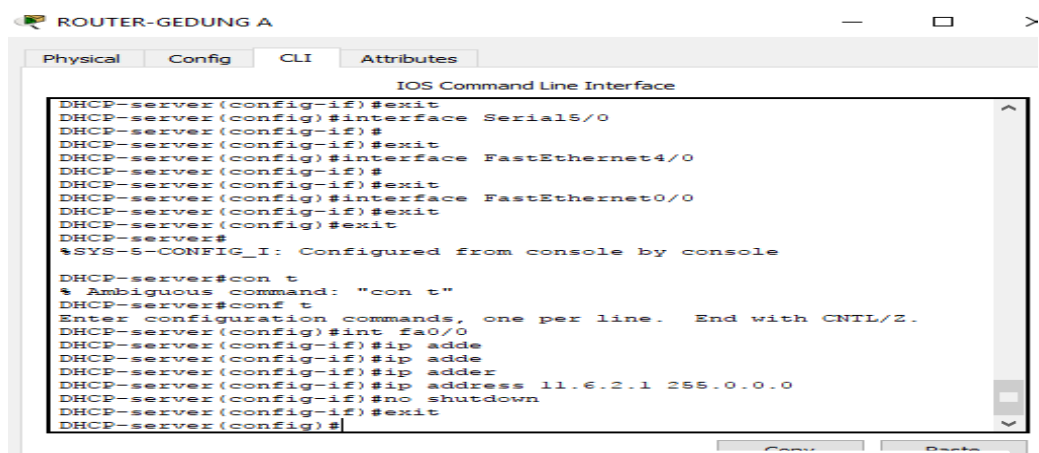 ROUTER-GEDUNG A
Physical Config CLI Attributes
IOS Command Line Interface
DHCP-server(config-if)#exit
DHCP-server(config)#interface Serial5/0
DHCP-server(config-if)#
DHCP-server(config-if)#exit
DHCP-server(config)#interface FastEthernet4/0
DHCP-server(config-if)#
DHCP-server(config-if)#exit
DHCP-server(config)#interface FastEthernet0/0
DHCP-server(config-if)#exit
DHCP-server(config)#exit
DHCP-server#
%SYS-5-CONFIG_I: Configured from console by console
DHCP-server#con t
% Ambiguous command: "con t"
DHCP-server#conf t
Enter configuration commands, one per line. End with CNTL/Z.
DHCP-server(config)#int fa0/0
DHCP-server(config-if)#ip adde
DHCP-server(config-if)#ip adde
DHCP-server(config-if)#ip adder
DHCP-server(config-if)#ip address 11.6.2.1 255.0.0.0
DHCP-server(config-if)#no shutdown
DHCP-server(config-if)#exit
DHCP-server(config)#
Copy Paste